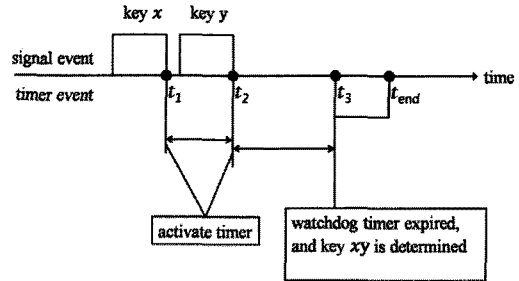 key x key y
signal event
time
timer event
t1 t2 t3 tend
activate timer
watchdog timer expired,
and key xy is determined